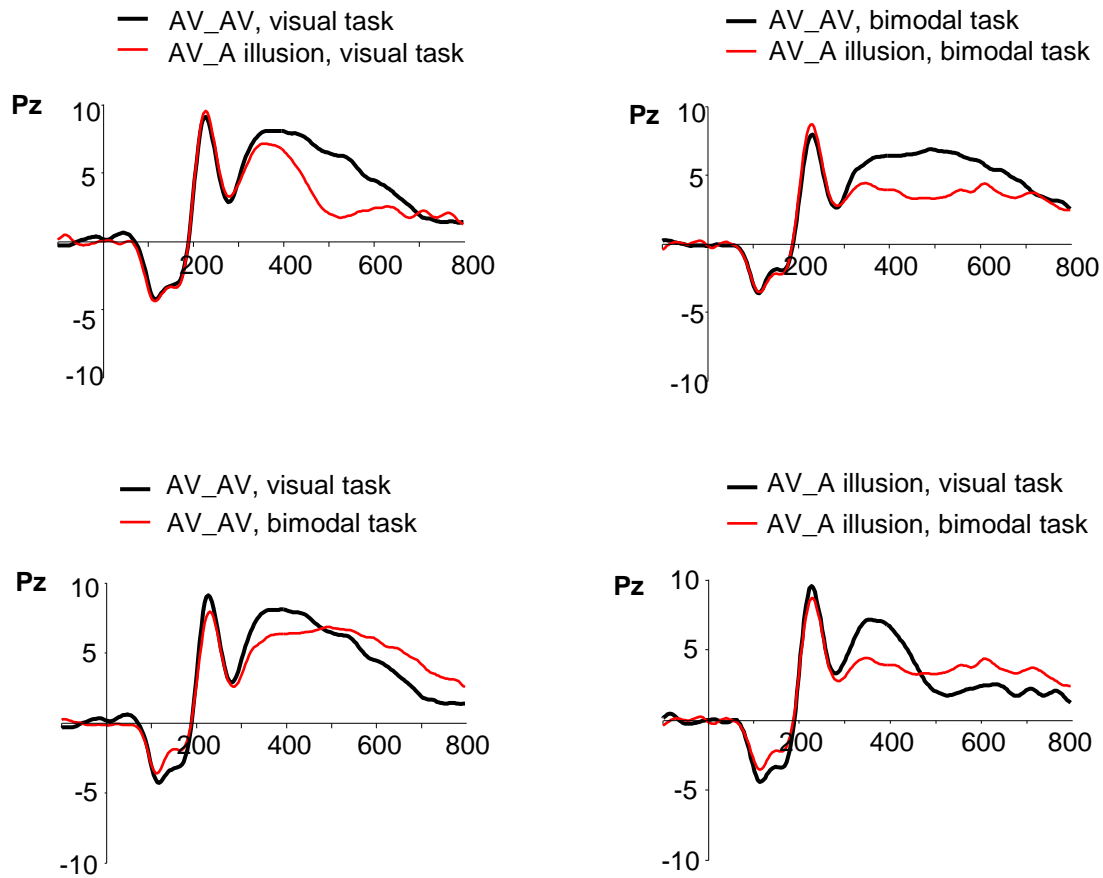 AV_AV, visual task
AV_A illusion, visual task
Pz
10
5
-5
-10
200 400 600 800
AV_AV, bimodal task
AV_A illusion, bimodal task
Pz
10
5
-5
-10
200 400 600 800
AV_AV, visual task
AV_AV, bimodal task
Pz
10
5
-5
-10
200 400 600 800
AV_A illusion, visual task
AV_A illusion, bimodal task
Pz
10
5
-5
-10
200 400 600 800